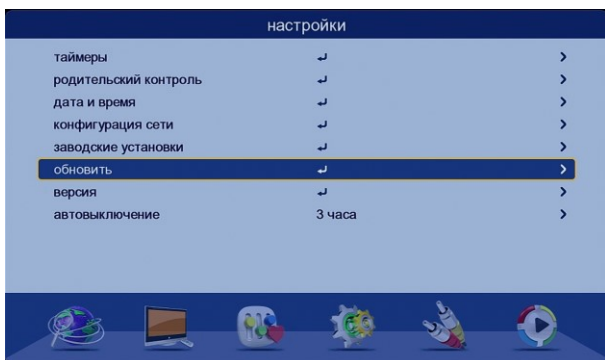 настройки
таймеры
родительский контроль
дата и время
конфигурация сети
заводские установки
обновить
версия
автовыключение 3 часа